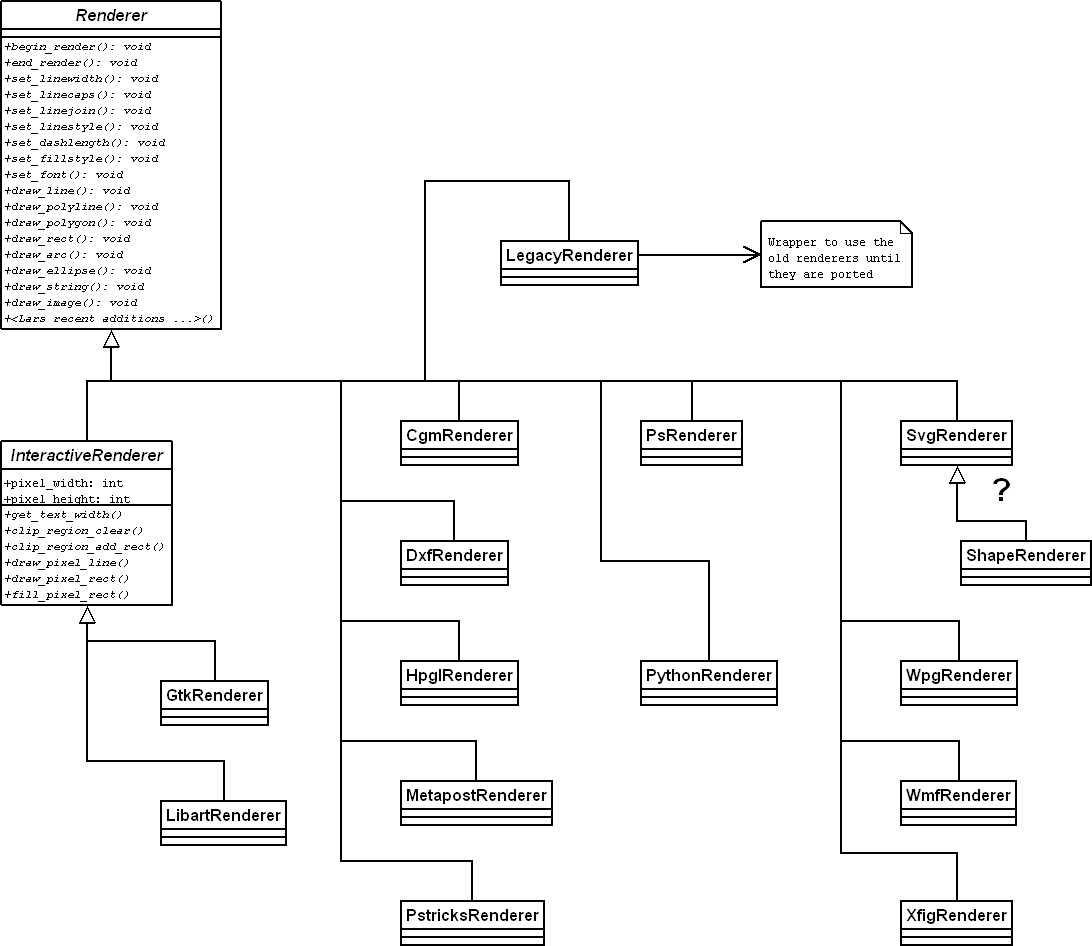 Renderer
+begin_render(): void
+end_render(): void
+set_linewidth(): void
+set_linecaps(): void
+set_linejoin(): void
+set_linestyle(): void
+set_dashlength(): void
+set_fillstyle(): void
+set_font(): void
+draw_line(): void
+draw_polyline(): void
+draw_polygon(): void
+draw_rect(): void
+draw_arc(): void
+draw_ellipse(): void
+draw_string(): void
+draw_image(): void
+<Lars recent additions ...>()
LegacyRenderer
Wrapper to use the
old renderers until
they are ported
InteractiveRenderer
+pixel_width: int
+pixel_height: int
+get_text_width()
+clip_region_clear()
+clip_region_add_rect()
+draw_pixel_line()
+draw_pixel_rect()
+fill_pixel_rect()
CgmRenderer
PsRenderer
SvgRenderer
?
DxfRenderer
ShapeRenderer
GtkRenderer
HpglRenderer
PythonRenderer
WpgRenderer
LibartRenderer
MetapostRenderer
WmfRenderer
PstricksRenderer
XfigRenderer